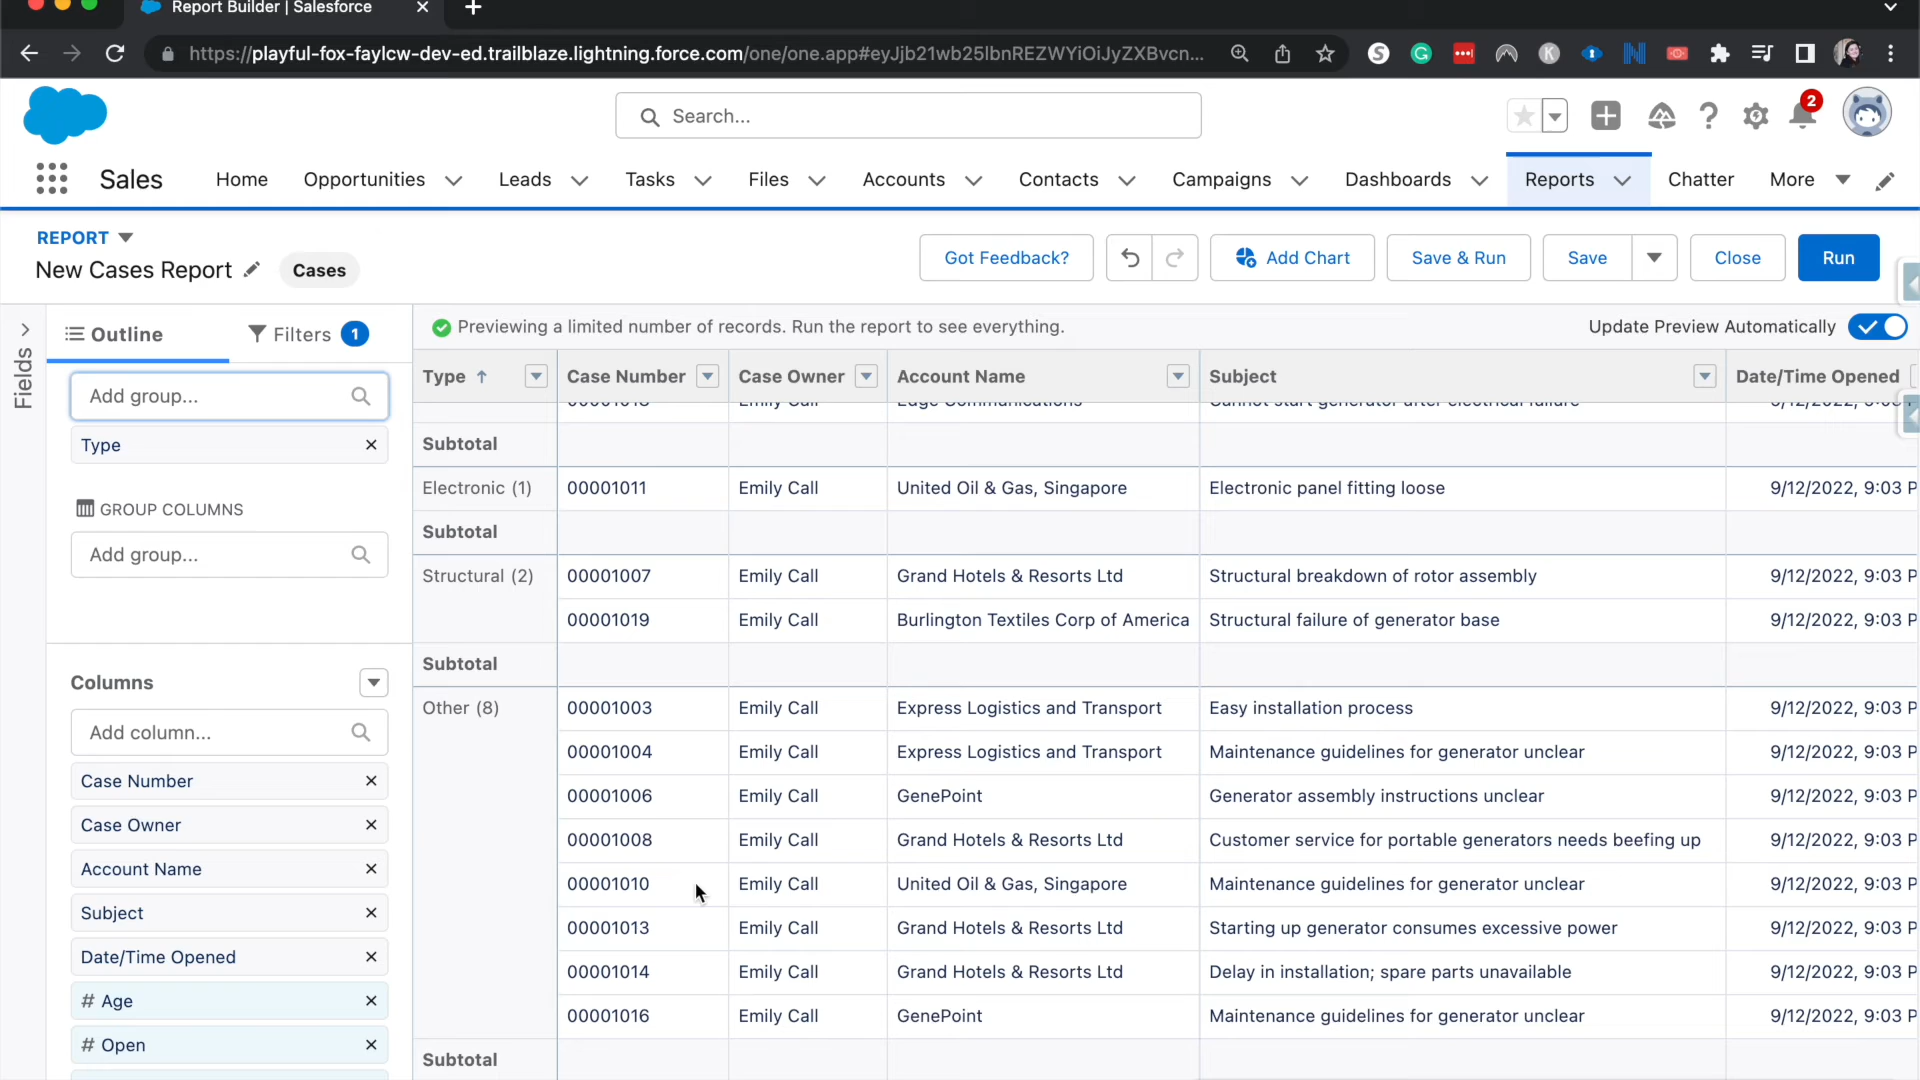 Report Builder | Salesforce
https://playful-fox-faylcw-dev-ed.trailblaze.lightning.force.com/one/one.app#eyJjb21wb25lbnREZWYiOiJyZXBvcn...
Search...
2
Sales Home Opportunities Leads Tasks Files Accounts Contacts Campaigns Dashboards Reports Chatter More
REPORT
New Cases Report Cases
Got Feedback? Add Chart Save & Run Save Close Run
Fields
Outline Filters 1
Previewing a limited number of records. Run the report to see everything. Update Preview Automatically
Add group...
Type
GROUP COLUMNS
Add group...
Columns
Add column...
Case Number
Case Owner
Account Name
Subject
Date/Time Opened
# Age
# Open
Type Case Number Case Owner Account Name Subject Date/Time Opened
Emily Call Edge Communications Cannot start generator after electrical failure
Subtotal
Electronic (1) 00001011 Emily Call United Oil & Gas, Singapore Electronic panel fitting loose 9/12/2022, 9:03 P
Subtotal
Structural (2) 00001007 Emily Call Grand Hotels & Resorts Ltd Structural breakdown of rotor assembly 9/12/2022, 9:03 P
00001019 Emily Call Burlington Textiles Corp of America Structural failure of generator base 9/12/2022, 9:03 P
Subtotal
Other (8) 00001003 Emily Call Express Logistics and Transport Easy installation process 9/12/2022, 9:03 P
00001004 Emily Call Express Logistics and Transport Maintenance guidelines for generator unclear 9/12/2022, 9:03 P
00001006 Emily Call GenePoint Generator assembly instructions unclear 9/12/2022, 9:03 P
00001008 Emily Call Grand Hotels & Resorts Ltd Customer service for portable generators needs beefing up 9/12/2022, 9:03 P
00001010 Emily Call United Oil & Gas, Singapore Maintenance guidelines for generator unclear 9/12/2022, 9:03 P
00001013 Emily Call Grand Hotels & Resorts Ltd Starting up generator consumes excessive power 9/12/2022, 9:03 P
00001014 Emily Call Grand Hotels & Resorts Ltd Delay in installation; spare parts unavailable 9/12/2022, 9:03 P
00001016 Emily Call GenePoint Maintenance guidelines for generator unclear 9/12/2022, 9:03 P
Subtotal